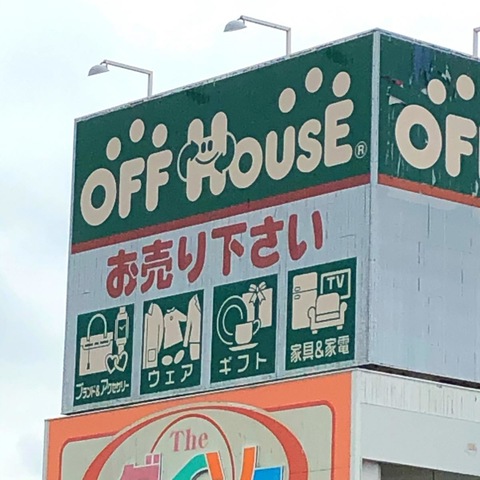 OFF HOUSE®
OF
お売り下さい
TV
ブランド&アクセサリー
ウェア
ギフト
家具&家電
The